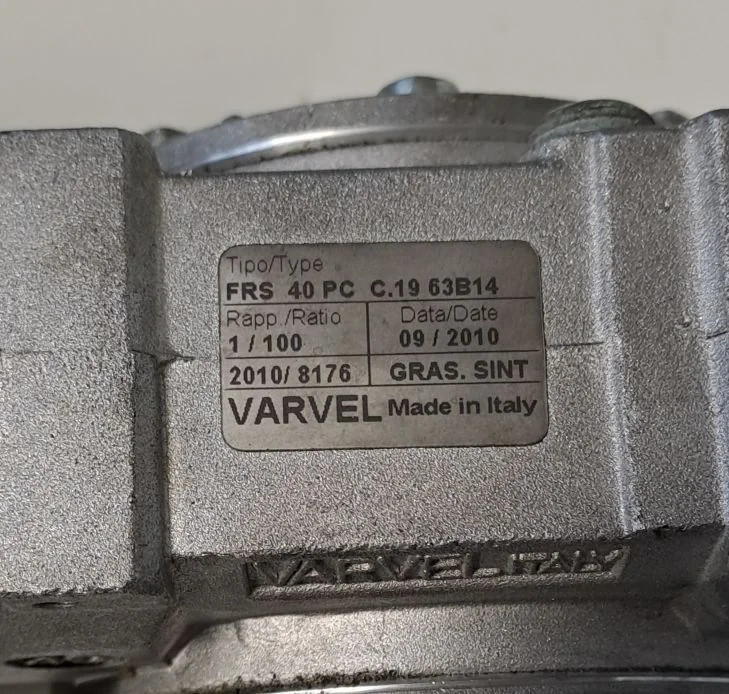 Tipo/Type
FRS 40 PC C.19 63B14
Rapp./Ratio Data/Date
1 / 100 09 / 2010
2010/ 8176 GRAS. SINT
VARVEL Made in Italy
VARVEL ITALY